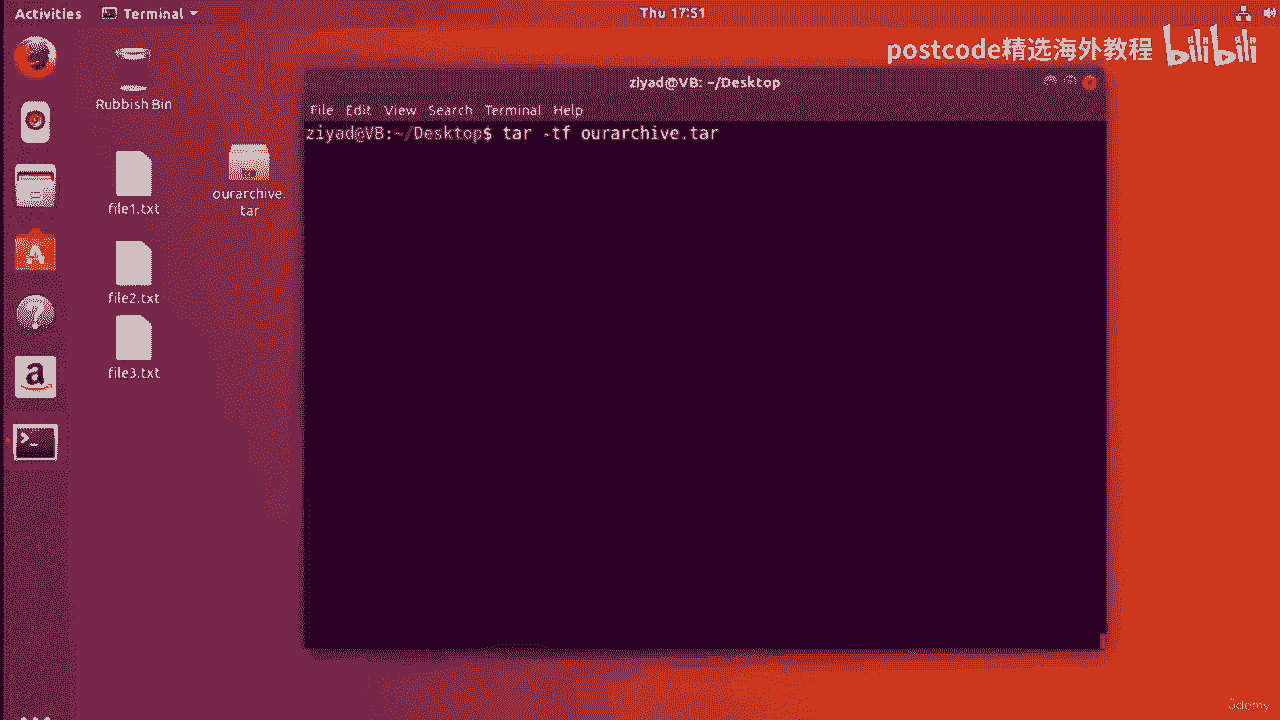 Activities
Terminal
Thu 17:51
postcode精选海外教程 bilibili
Rubbish Bin
file1.txt
ourarchive.
tar
file2.txt
file3.txt
ziyad@VB: ~/Desktop
File Edit View Search Terminal Help
ziyad@VB:~/Desktop$ tar -tf ourarchive.tar
ûdemy